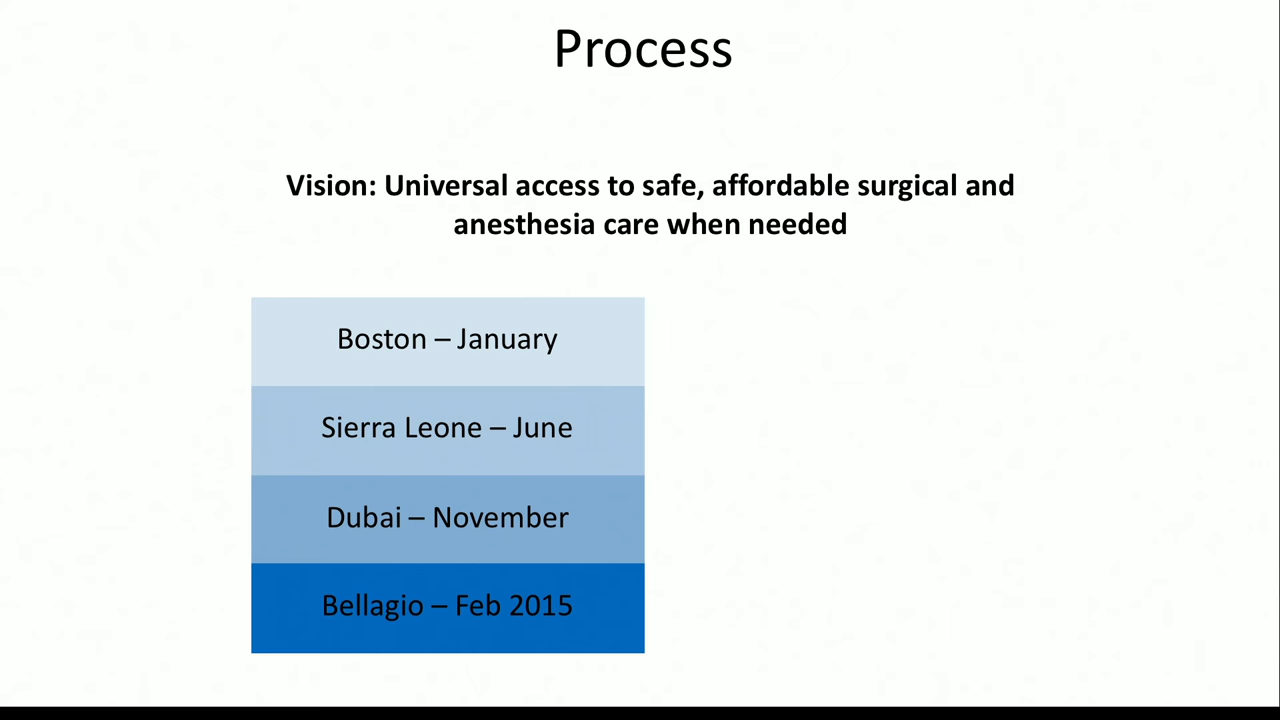 Process
Vision: Universal access to safe, affordable surgical and
anesthesia care when needed
Boston – January
Sierra Leone – June
Dubai – November
Bellagio – Feb 2015